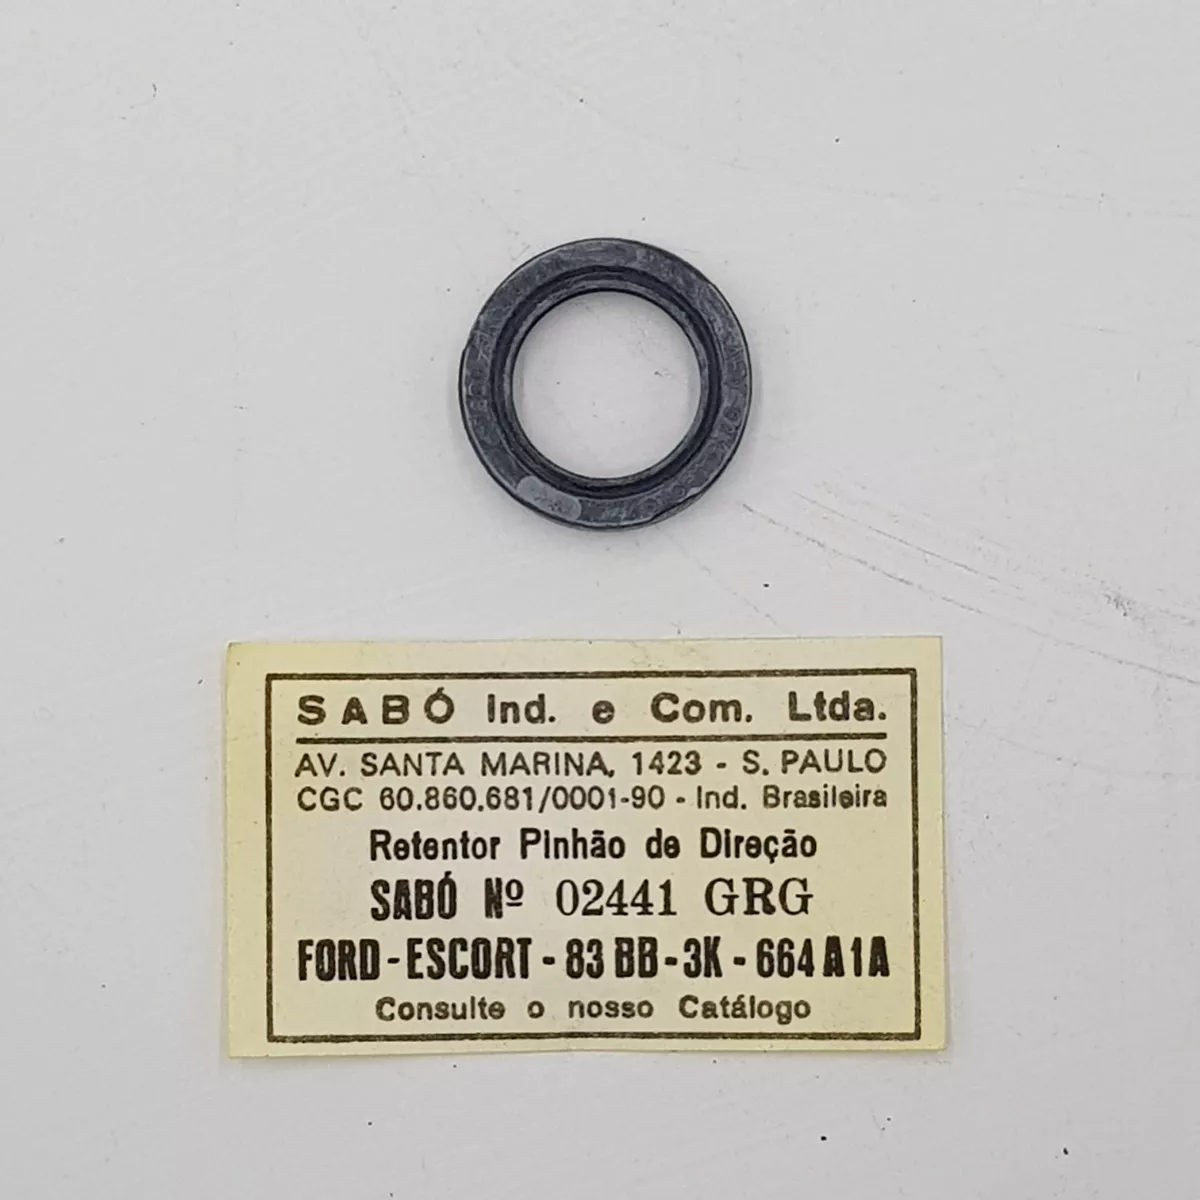 SABÓ Ind. e Com. Ltda.
AV. SANTA MARINA, 1423 - S. PAULO
CGC 60.860.681/0001-90 - Ind. Brasileira
Retentor Pinhão de Direção
SABÓ Nº 02441 GRG
FORD - ESCORT - 83 BB - 3K - 664 A1A
Consulte o nosso Catálogo